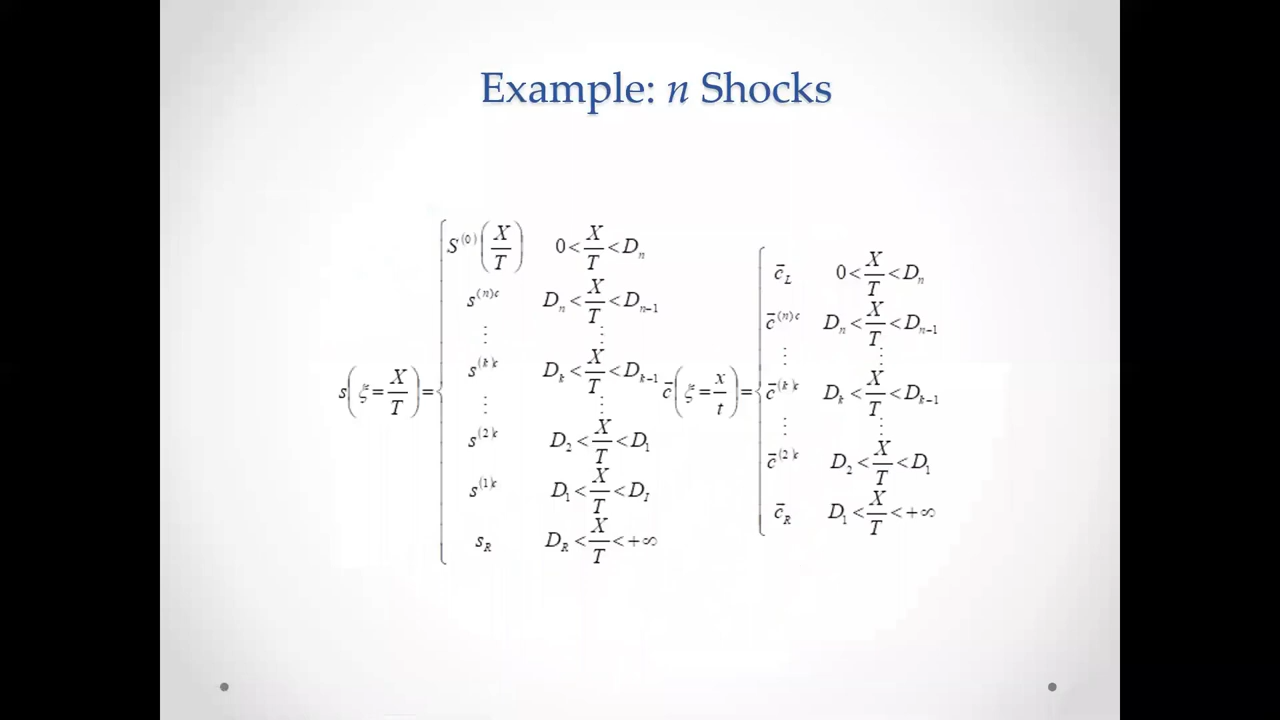 Example: n Shocks
s(ξ = X/T) = {
S⁽⁰⁾(X/T) 0 < X/T < Dₙ
s⁽ⁿ⁾ᶜ Dₙ < X/T < Dₙ₋₁
⋮ ⋮
s⁽ᵏ⁾ᶜ Dₖ < X/T < Dₖ₋₁
⋮ ⋮
s⁽²⁾ᶜ D₂ < X/T < D₁
s⁽¹⁾ᶜ D₁ < X/T < D_I
s_R D_R < X/T < +∞
c̄(ξ = x/t) = {
c̄_L 0 < X/T < Dₙ
c̄⁽ⁿ⁾ᶜ Dₙ < X/T < Dₙ₋₁
⋮ ⋮
c̄⁽ᵏ⁾ᶜ Dₖ < X/T < Dₖ₋₁
⋮ ⋮
c̄⁽²⁾ᶜ D₂ < X/T < D₁
c̄_R D₁ < X/T < +∞